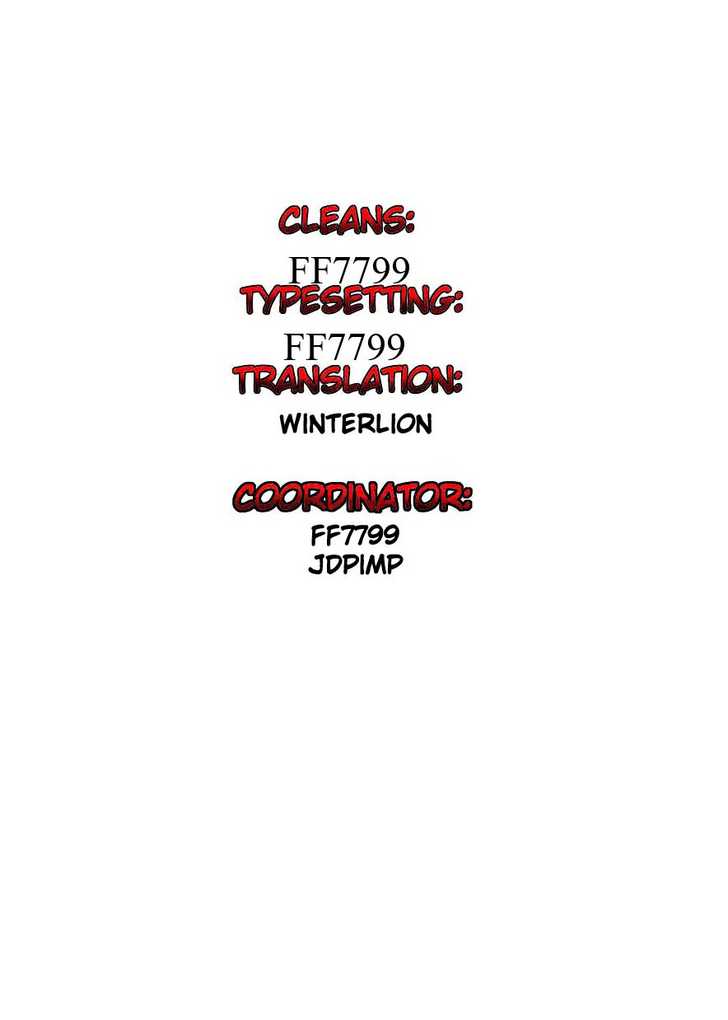 CLEANS:
FF7799
TYPESETTING:
FF7799
TRANSLATION:
WINTERLION
COORDINATOR:
FF7799
JDPIMP